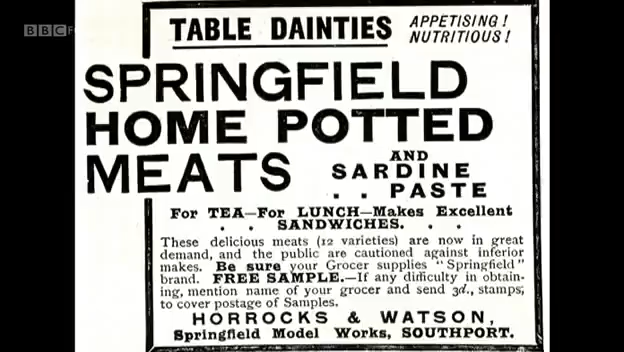 BBC
TABLE DAINTIES
APPETISING!
NUTRITIOUS!
SPRINGFIELD
HOME POTTED
MEATS
AND
SARDINE
. . PASTE
For TEA—For LUNCH—Makes Excellent
. . SANDWICHES. . .
These delicious meats (12 varieties) are now in great
demand, and the public are cautioned against inferior
makes. Be sure your Grocer supplies "Springfield"
brand. FREE SAMPLE.—If any difficulty in obtain-
ing, mention name of your grocer and send 3d., stamps,
to cover postage of Samples.
HORROCKS & WATSON,
Springfield Model Works, SOUTHPORT.